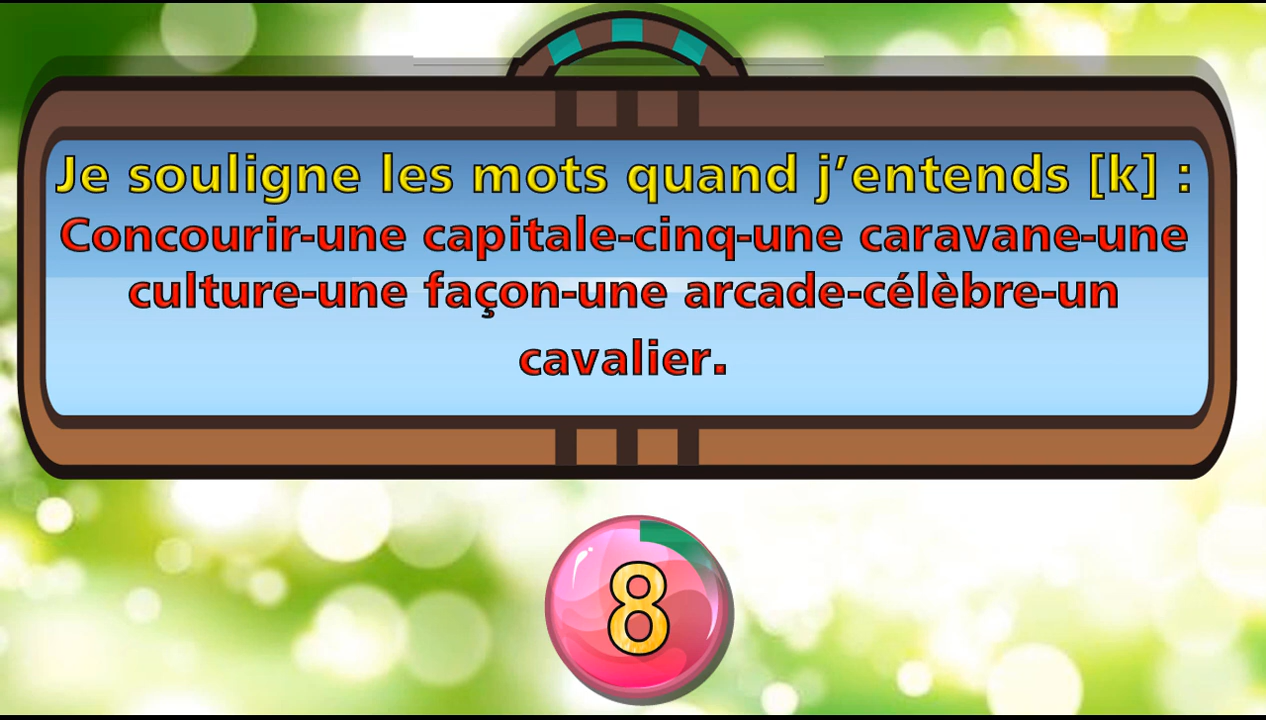 Je souligne les mots quand j’entends [k] :
Concourir-une capitale-cinq-une caravane-une
culture-une façon-une arcade-célèbre-un
cavalier.
8